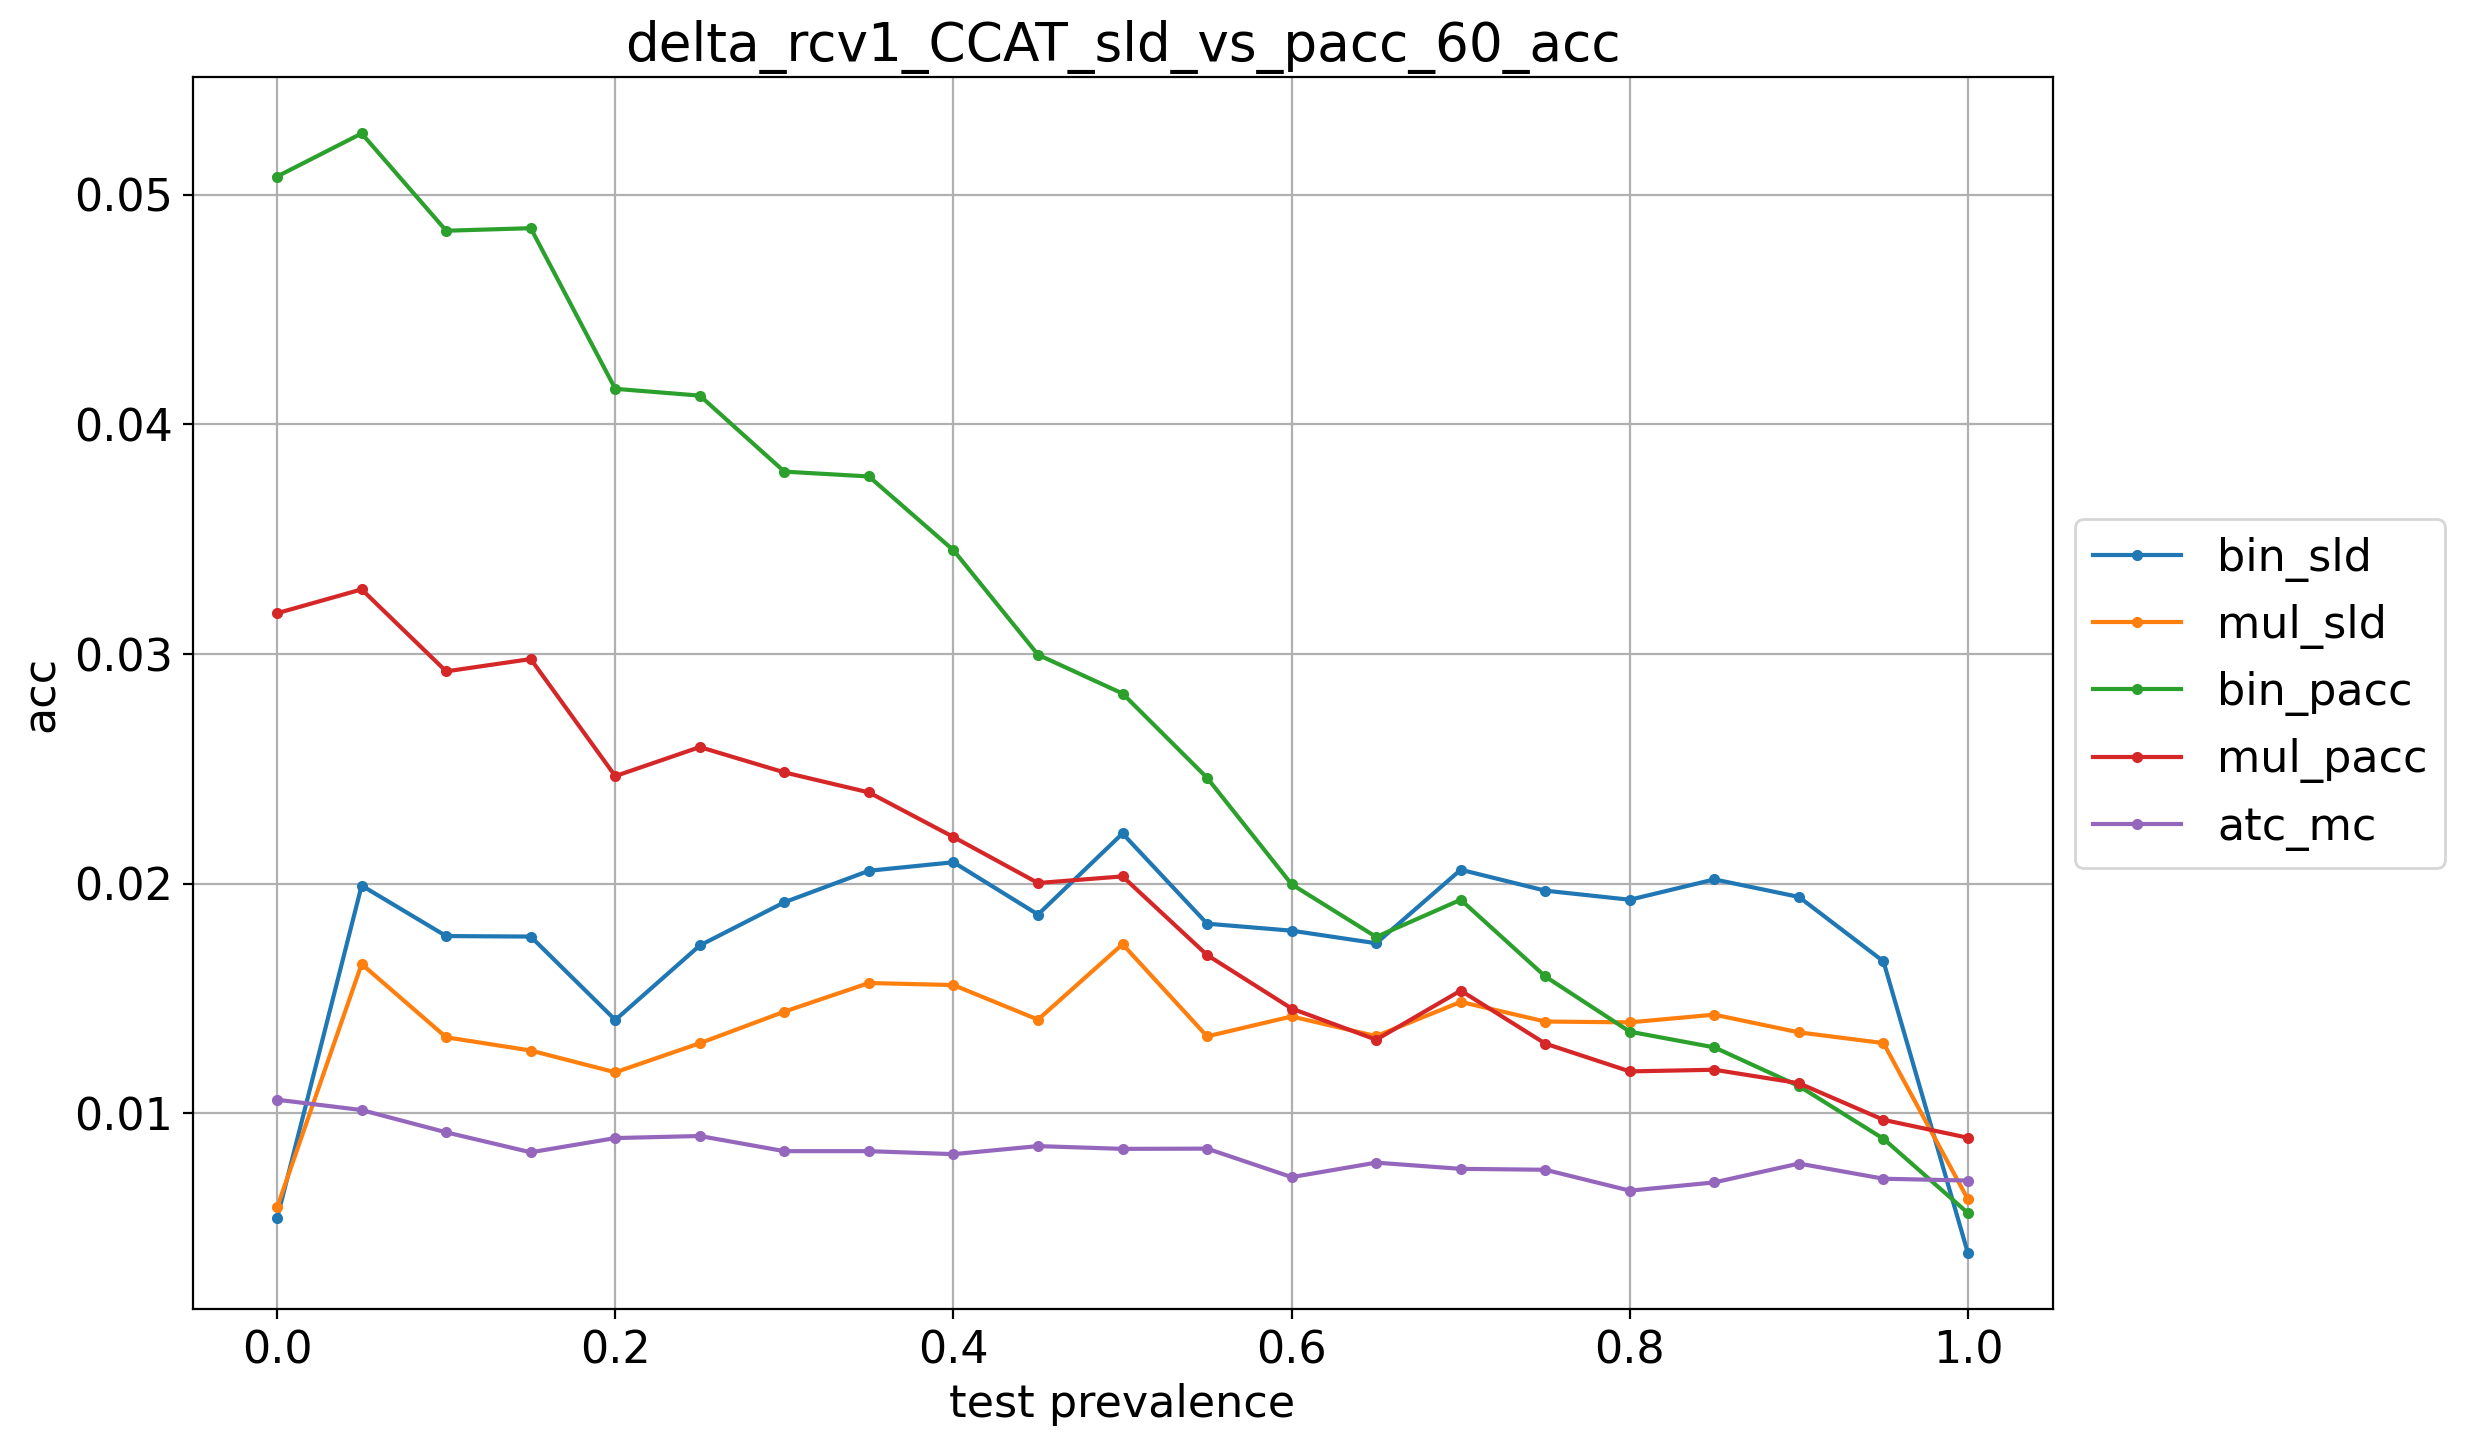 delta_rcv1_CCAT_sld_vs_pacc_60_acc
acc
0.05
0.04
0.03
0.02
0.01
0.0 0.2 0.4 0.6 0.8 1.0
test prevalence
bin_sld
mul_sld
bin_pacc
mul_pacc
atc_mc